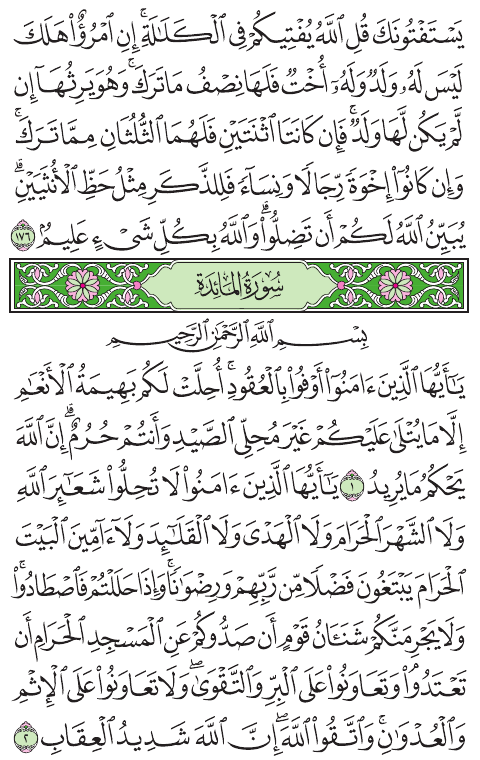 يَسْتَفْتُونَكَ قُلِ ٱللَّهُ يُفْتِيكُمْ فِى ٱلْكَلَٰلَةِ ۚ إِنِ ٱمْرُؤٌا۟ هَلَكَ
لَيْسَ لَهُۥ وَلَدٌ وَلَهُۥٓ أُخْتٌ فَلَهَا نِصْفُ مَا تَرَكَ ۚ وَهُوَ يَرِثُهَآ إِن
لَّمْ يَكُن لَّهَا وَلَدٌ ۚ فَإِن كَانَتَا ٱثْنَتَيْنِ فَلَهُمَا ٱلثُّلُثَانِ مِمَّا تَرَكَ ۚ
وَإِن كَانُوٓا۟ إِخْوَةً رِّجَالًا وَنِسَآءً فَلِلذَّكَرِ مِثْلُ حَظِّ ٱلْأُنثَيَيْنِ ۗ
يُبَيِّنُ ٱللَّهُ لَكُمْ أَن تَضِلُّوا۟ ۗ وَٱللَّهُ بِكُلِّ شَىْءٍ عَلِيمٌۢ ١٧٦
سُورَةُ المَائِدَةِ
بِسْمِ ٱللَّهِ ٱلرَّحْمَٰنِ ٱلرَّحِيمِ
يَٰٓأَيُّهَا ٱلَّذِينَ ءَامَنُوٓا۟ أَوْفُوا۟ بِٱلْعُقُودِ ۚ أُحِلَّتْ لَكُم بَهِيمَةُ ٱلْأَنْعَٰمِ
إِلَّا مَا يُتْلَىٰ عَلَيْكُمْ غَيْرَ مُحِلِّى ٱلصَّيْدِ وَأَنتُمْ حُرُمٌ ۗ إِنَّ ٱللَّهَ
يَحْكُمُ مَا يُرِيدُ ١ يَٰٓأَيُّهَا ٱلَّذِينَ ءَامَنُوا۟ لَا تُحِلُّوا۟ شَعَٰٓئِرَ ٱللَّهِ
وَلَا ٱلشَّهْرَ ٱلْحَرَامَ وَلَا ٱلْهَدْىَ وَلَا ٱلْقَلَٰٓئِدَ وَلَآ ءَآمِّينَ ٱلْبَيْتَ
ٱلْحَرَامَ يَبْتَغُونَ فَضْلًا مِّن رَّبِّهِمْ وَرِضْوَٰنًا ۚ وَإِذَا حَلَلْتُمْ فَٱصْطَادُوا۟ ۚ
وَلَا يَجْرِمَنَّكُمْ شَنَـَٔانُ قَوْمٍ أَن صَدُّوكُمْ عَنِ ٱلْمَسْجِدِ ٱلْحَرَامِ أَن
تَعْتَدُوا۟ ۘ وَتَعَاوَنُوا۟ عَلَى ٱلْبِرِّ وَٱلتَّقْوَىٰ ۖ وَلَا تَعَاوَنُوا۟ عَلَى ٱلْإِثْمِ
وَٱلْعُدْوَٰنِ ۚ وَٱتَّقُوا۟ ٱللَّهَ ۖ إِنَّ ٱللَّهَ شَدِيدُ ٱلْعِقَابِ ٢